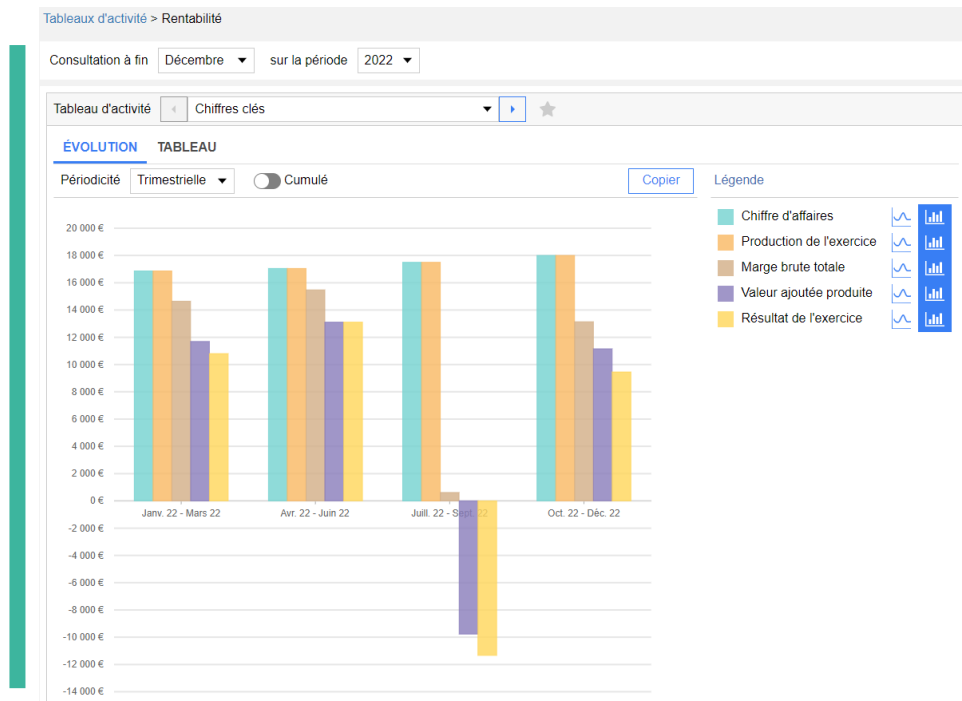 Tableaux d'activité > Rentabilité
Consultation à fin Décembre sur la période 2022
Tableau d'activité Chiffres clés
ÉVOLUTION TABLEAU
Périodicité Trimestrielle Cumulé Copier Légende
Chiffre d'affaires
Production de l'exercice
Marge brute totale
Valeur ajoutée produite
Résultat de l'exercice
20 000 €
18 000 €
16 000 €
14 000 €
12 000 €
10 000 €
8 000 €
6 000 €
4 000 €
2 000 €
0 €
Janv. 22 - Mars 22 Avr. 22 - Juin 22 Juill. 22 - Sept. 22 Oct. 22 - Déc. 22
-2 000 €
-4 000 €
-6 000 €
-8 000 €
-10 000 €
-12 000 €
-14 000 €